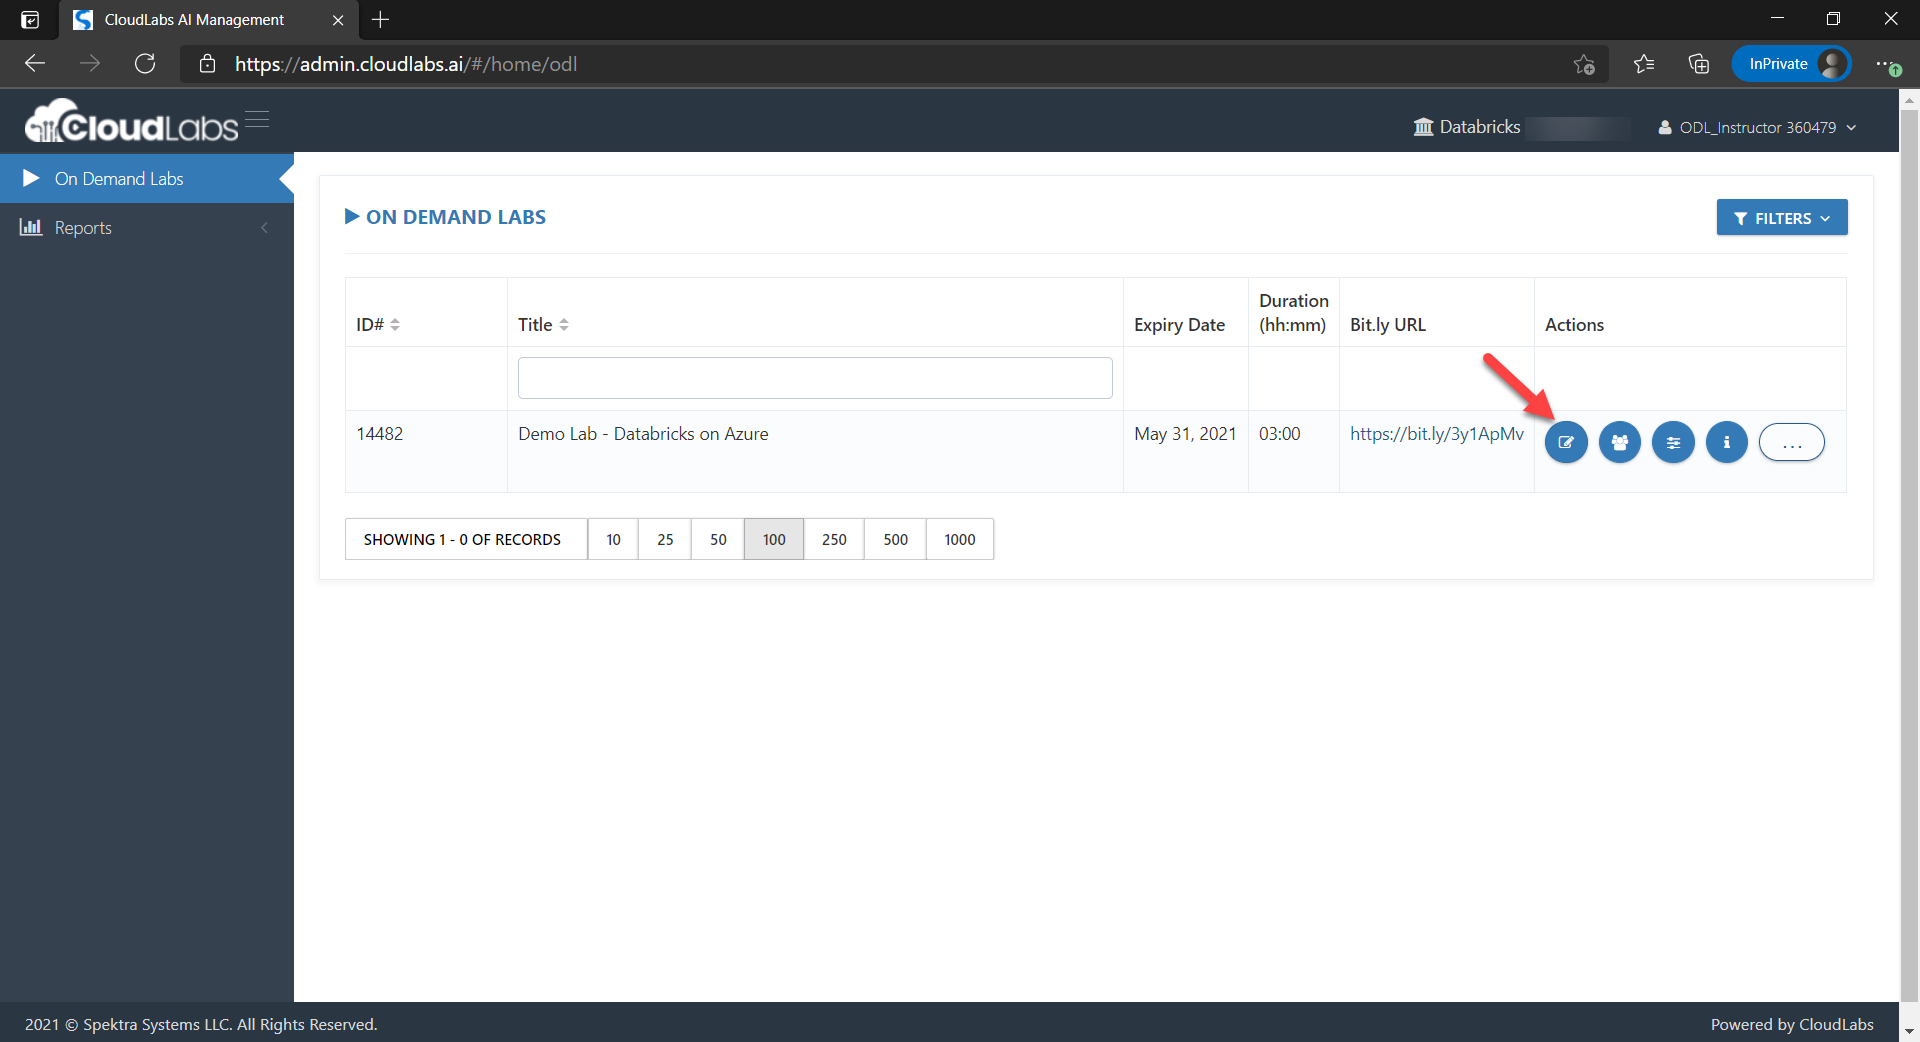 CloudLabs AI Management
https://admin.cloudlabs.ai/#/home/odl
InPrivate
CloudLabs
Databricks
ODL_Instructor 360479
On Demand Labs
Reports
ON DEMAND LABS
FILTERS
ID#
Title
Expiry Date
Duration
(hh:mm)
Bit.ly URL
Actions
14482
Demo Lab - Databricks on Azure
May 31, 2021
03:00
https://bit.ly/3y1ApMv
...
SHOWING 1 - 0 OF RECORDS
10
25
50
100
250
500
1000
2021 © Spektra Systems LLC. All Rights Reserved.
Powered by CloudLabs